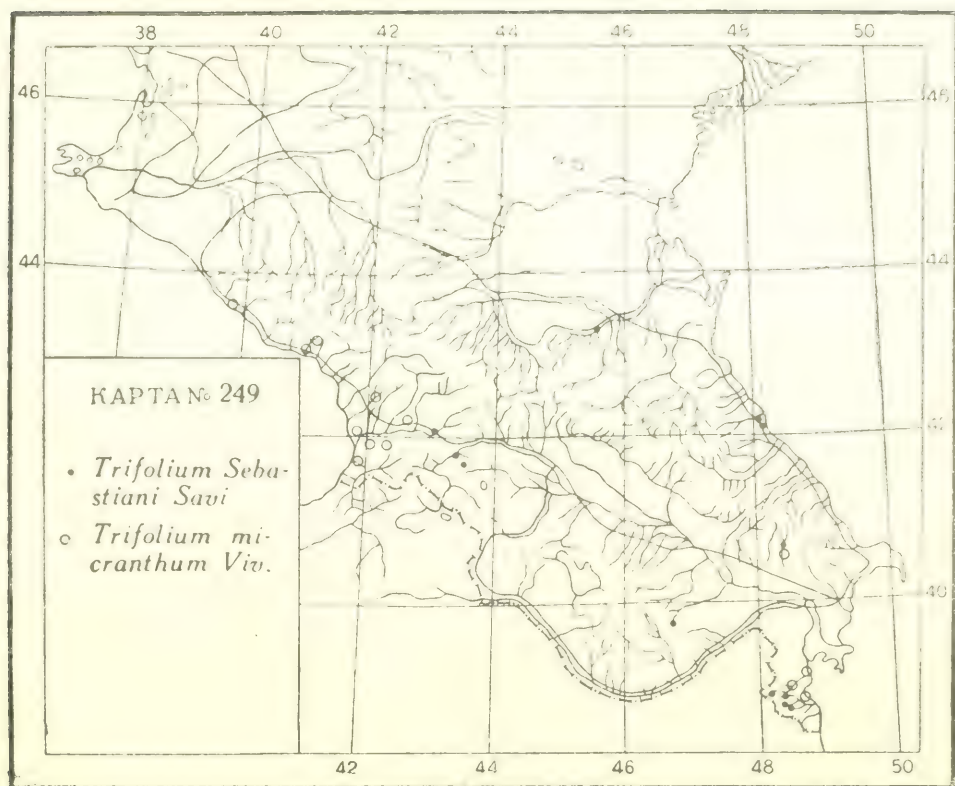 38 40 42 44 46 48 50
46 46
44 44
КАРТА № 249
42
• Trifolium Seba-
stiani Savi
○ Trifolium mi-
cranthum Viv.
40
42 44 46 48 50